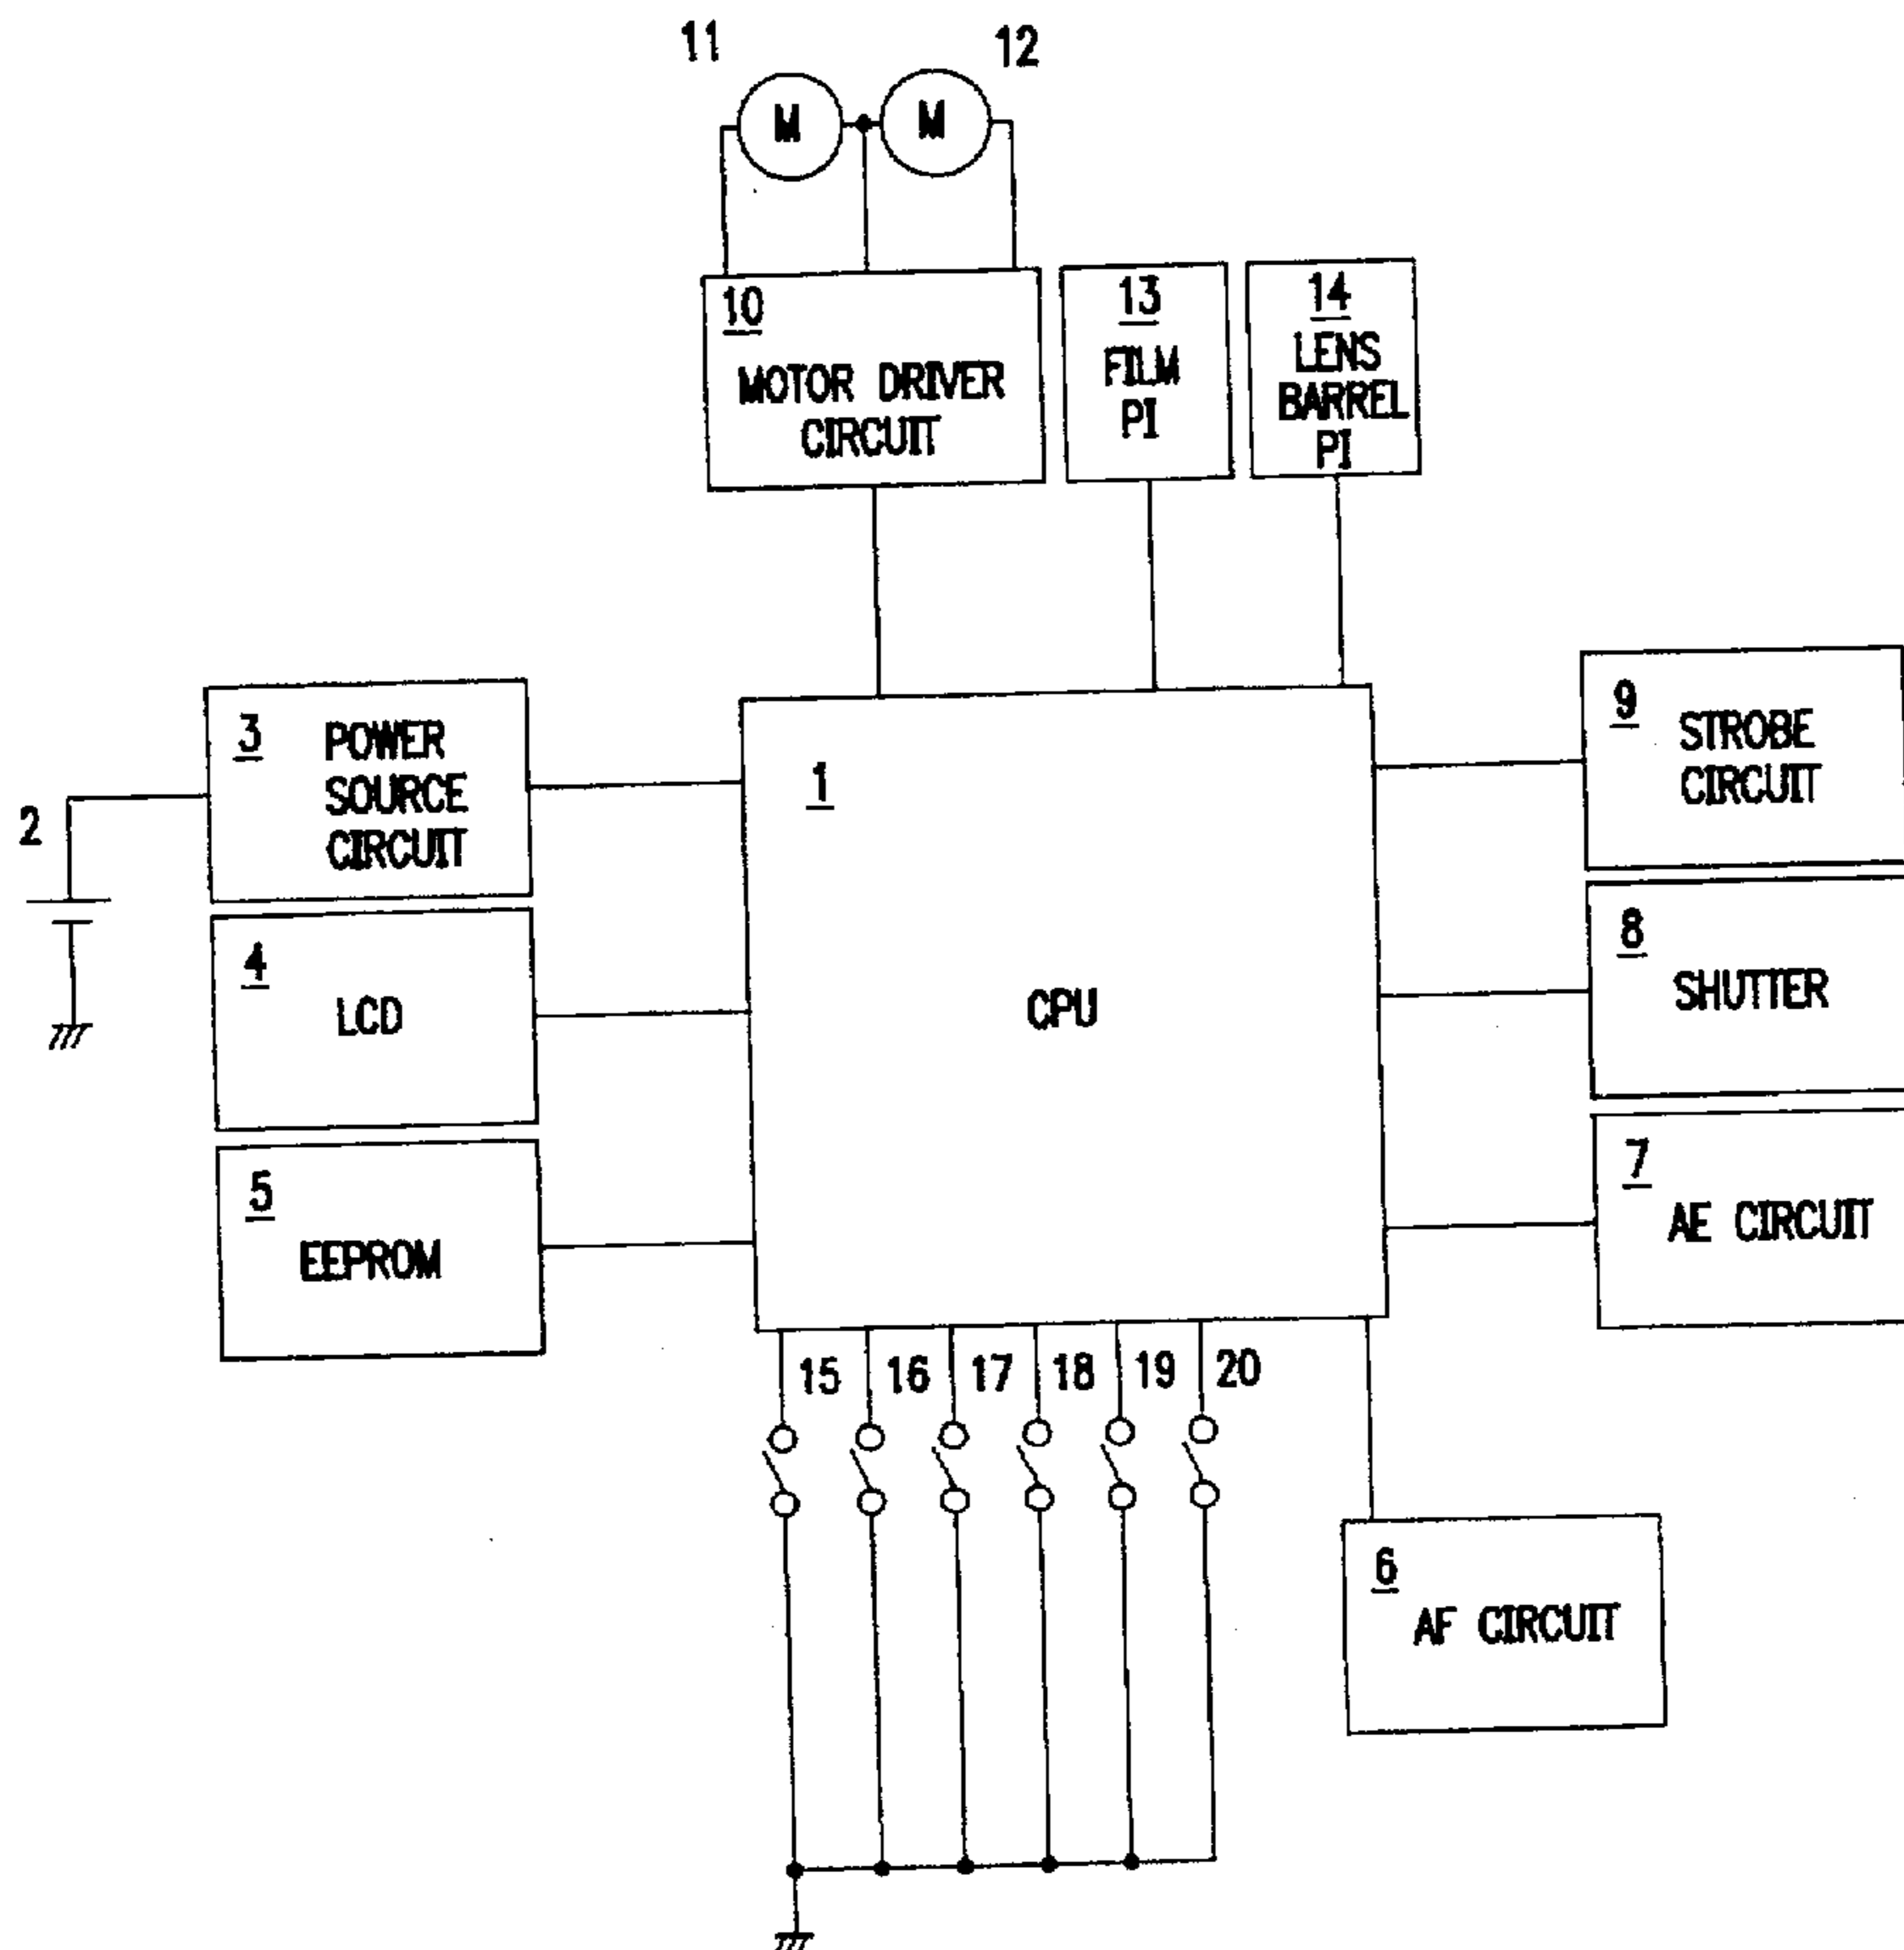 11
12
M
M
10
MOTOR DRIVER
CIRCUIT
13
FILM
PI
14
LENS
BARREL
PI
3
POWER
SOURCE
CIRCUIT
2
4
LCD
5
EEPROM
1
CPU
9
STROBE
CIRCUIT
8
SHUTTER
7
AE CIRCUIT
15
16
17
18
19
20
6
AF CIRCUIT